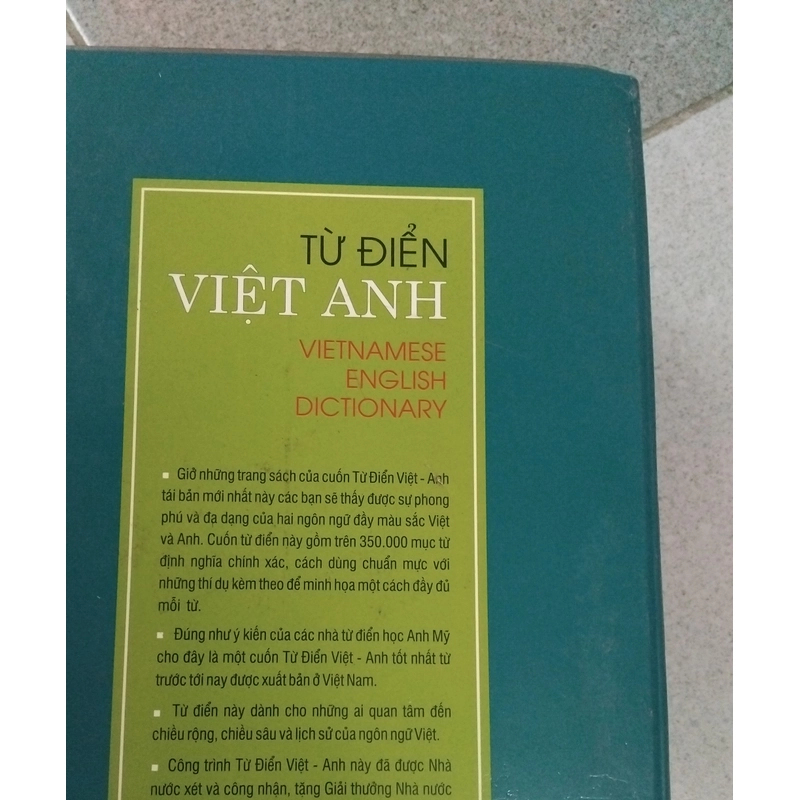 TỪ ĐIỂN
VIỆT ANH
VIETNAMESE
ENGLISH
DICTIONARY
▪ Giở những trang sách của cuốn Từ Điển Việt - Anh
tái bản mới nhất này các bạn sẽ thấy được sự phong
phú và đa dạng của hai ngôn ngữ đầy màu sắc Việt
và Anh. Cuốn từ điển này gồm trên 350.000 mục từ
định nghĩa chính xác, cách dùng chuẩn mực với
những thí dụ kèm theo để minh họa một cách đầy đủ
mỗi từ.
▪ Đúng như ý kiến của các nhà từ điển học Anh Mỹ
cho đây là một cuốn Từ Điển Việt - Anh tốt nhất từ
trước tới nay được xuất bản ở Việt Nam.
▪ Từ điển này dành cho những ai quan tâm đến
chiều rộng, chiều sâu và lịch sử của ngôn ngữ Việt.
▪ Công trình Từ Điển Việt - Anh này đã được Nhà
nước xét và công nhận, tặng Giải thưởng Nhà nước